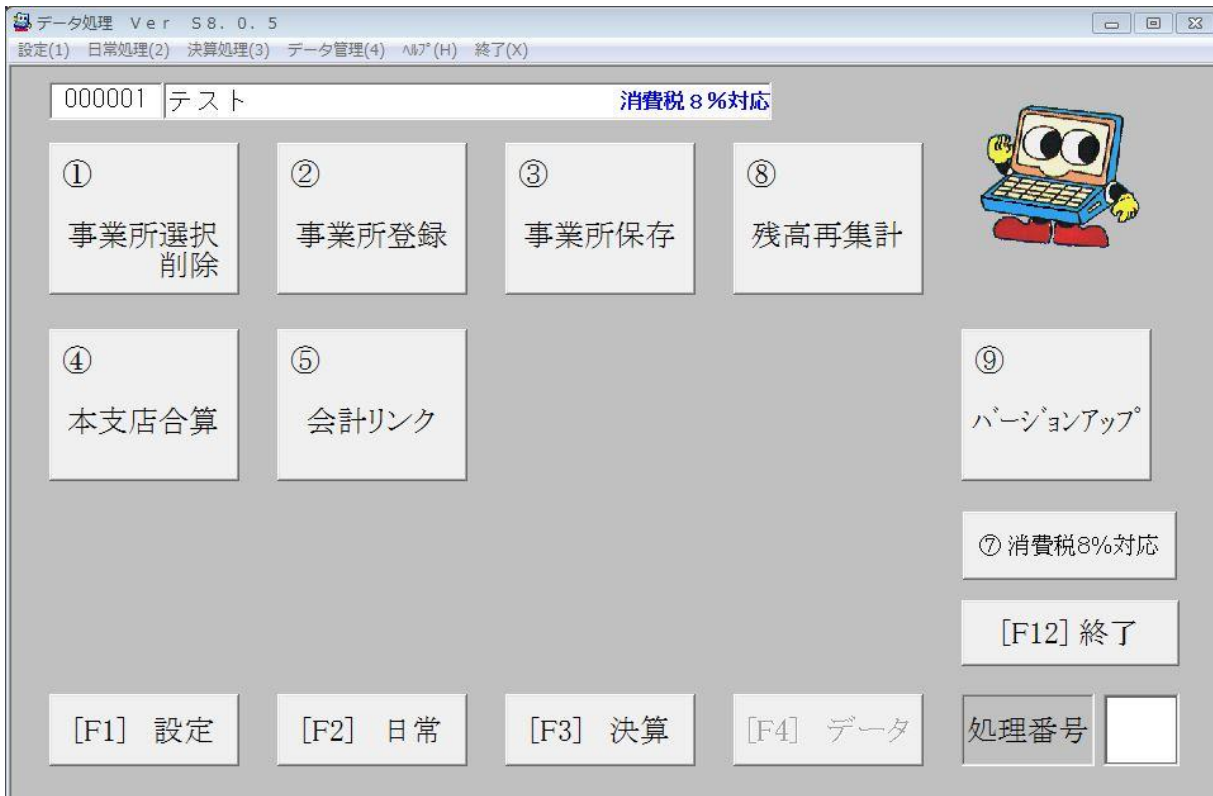 データ処理 Ver S8.0.5
設定(1) 日常処理(2) 決算処理(3) データ管理(4) ﾍﾙﾌﾟ(H) 終了(X)
000001 テスト 消費税8%対応
①
事業所選択
削除
②
事業所登録
③
事業所保存
⑧
残高再集計
④
本支店合算
⑤
会計リンク
⑨
ﾊﾞｰｼﾞｮﾝｱｯﾌﾟ
⑦消費税8%対応
[F12] 終了
[F1] 設定
[F2] 日常
[F3] 決算
[F4] データ
処理番号